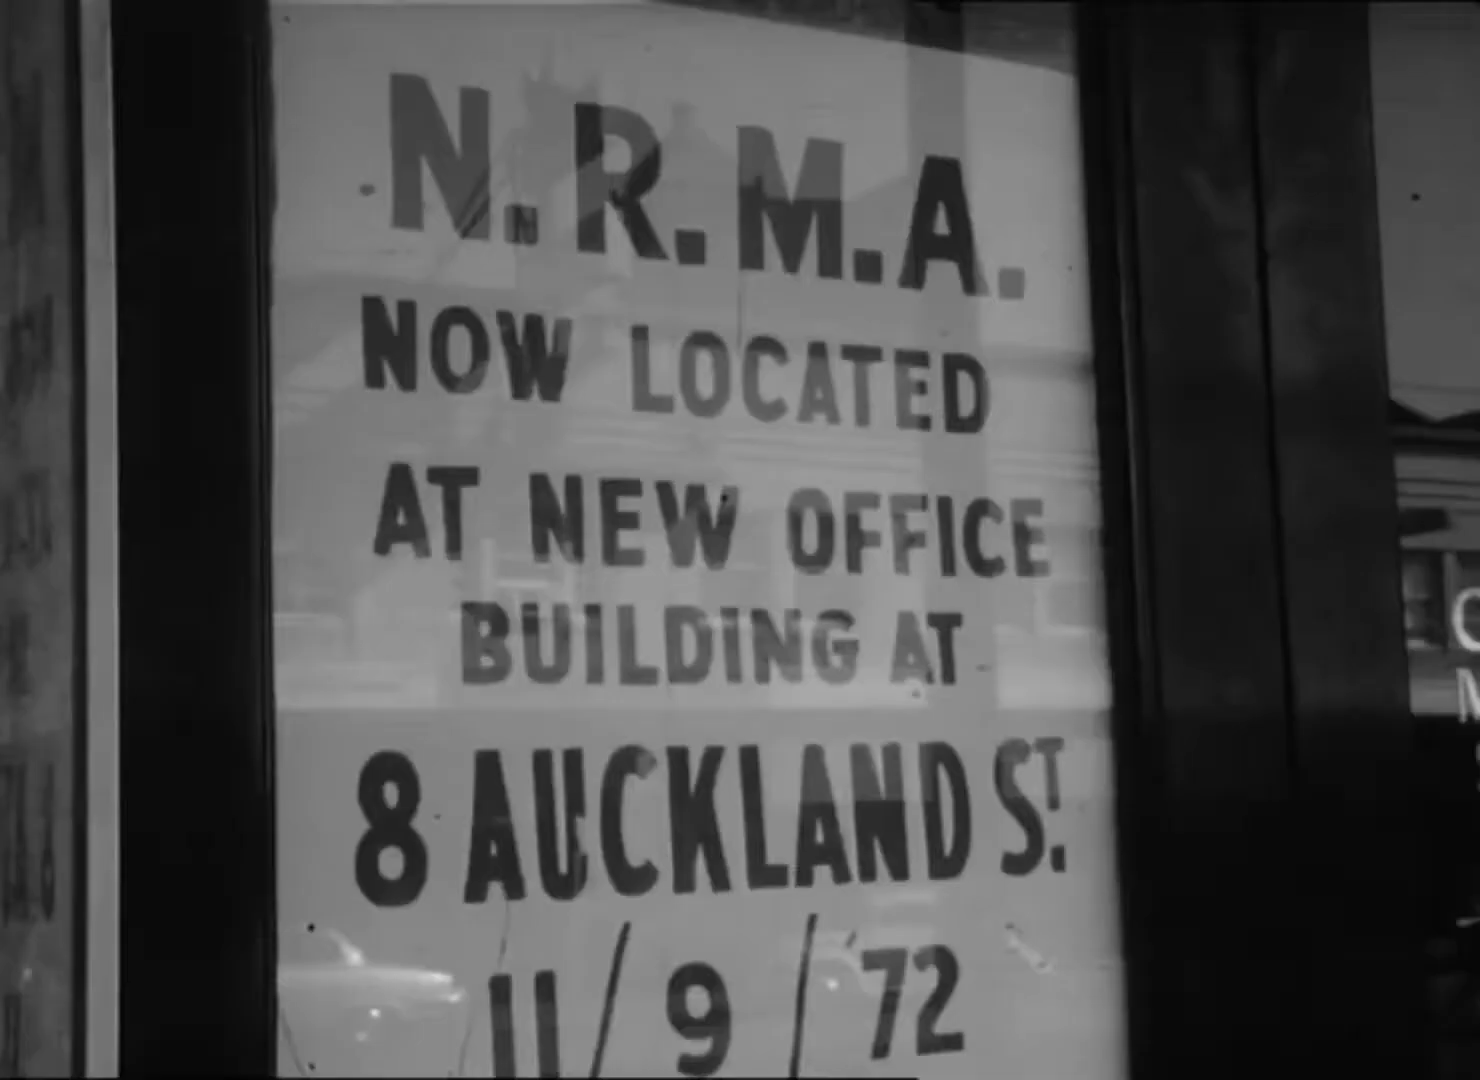 N.R.M.A.
NOW LOCATED
AT NEW OFFICE
BUILDING AT
8 AUCKLAND ST.
11/9/72